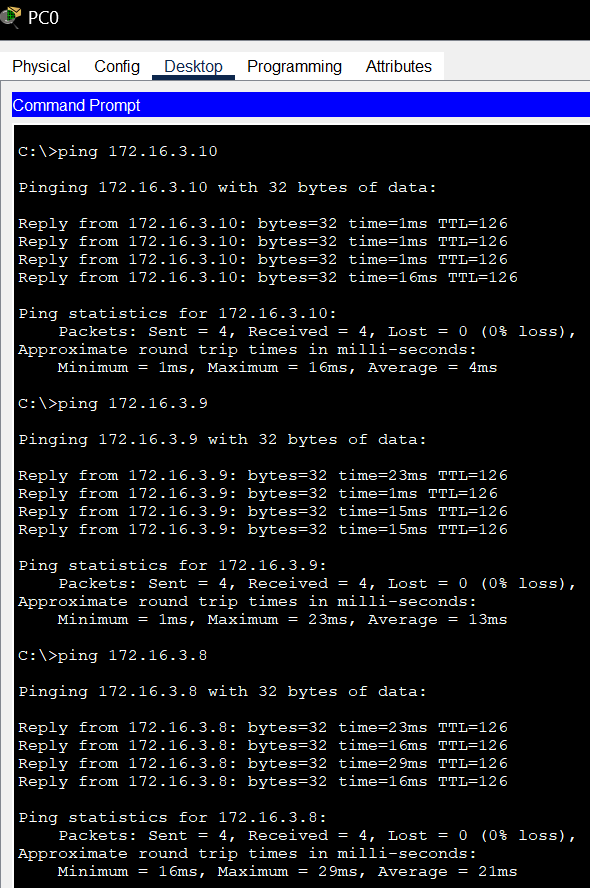 PC0
Physical Config Desktop Programming Attributes
Command Prompt
C:\>ping 172.16.3.10
Pinging 172.16.3.10 with 32 bytes of data:
Reply from 172.16.3.10: bytes=32 time=1ms TTL=126
Reply from 172.16.3.10: bytes=32 time=1ms TTL=126
Reply from 172.16.3.10: bytes=32 time=1ms TTL=126
Reply from 172.16.3.10: bytes=32 time=16ms TTL=126
Ping statistics for 172.16.3.10:
    Packets: Sent = 4, Received = 4, Lost = 0 (0% loss),
Approximate round trip times in milli-seconds:
    Minimum = 1ms, Maximum = 16ms, Average = 4ms
C:\>ping 172.16.3.9
Pinging 172.16.3.9 with 32 bytes of data:
Reply from 172.16.3.9: bytes=32 time=23ms TTL=126
Reply from 172.16.3.9: bytes=32 time=1ms TTL=126
Reply from 172.16.3.9: bytes=32 time=15ms TTL=126
Reply from 172.16.3.9: bytes=32 time=15ms TTL=126
Ping statistics for 172.16.3.9:
    Packets: Sent = 4, Received = 4, Lost = 0 (0% loss),
Approximate round trip times in milli-seconds:
    Minimum = 1ms, Maximum = 23ms, Average = 13ms
C:\>ping 172.16.3.8
Pinging 172.16.3.8 with 32 bytes of data:
Reply from 172.16.3.8: bytes=32 time=23ms TTL=126
Reply from 172.16.3.8: bytes=32 time=16ms TTL=126
Reply from 172.16.3.8: bytes=32 time=29ms TTL=126
Reply from 172.16.3.8: bytes=32 time=16ms TTL=126
Ping statistics for 172.16.3.8:
    Packets: Sent = 4, Received = 4, Lost = 0 (0% loss),
Approximate round trip times in milli-seconds:
    Minimum = 16ms, Maximum = 29ms, Average = 21ms